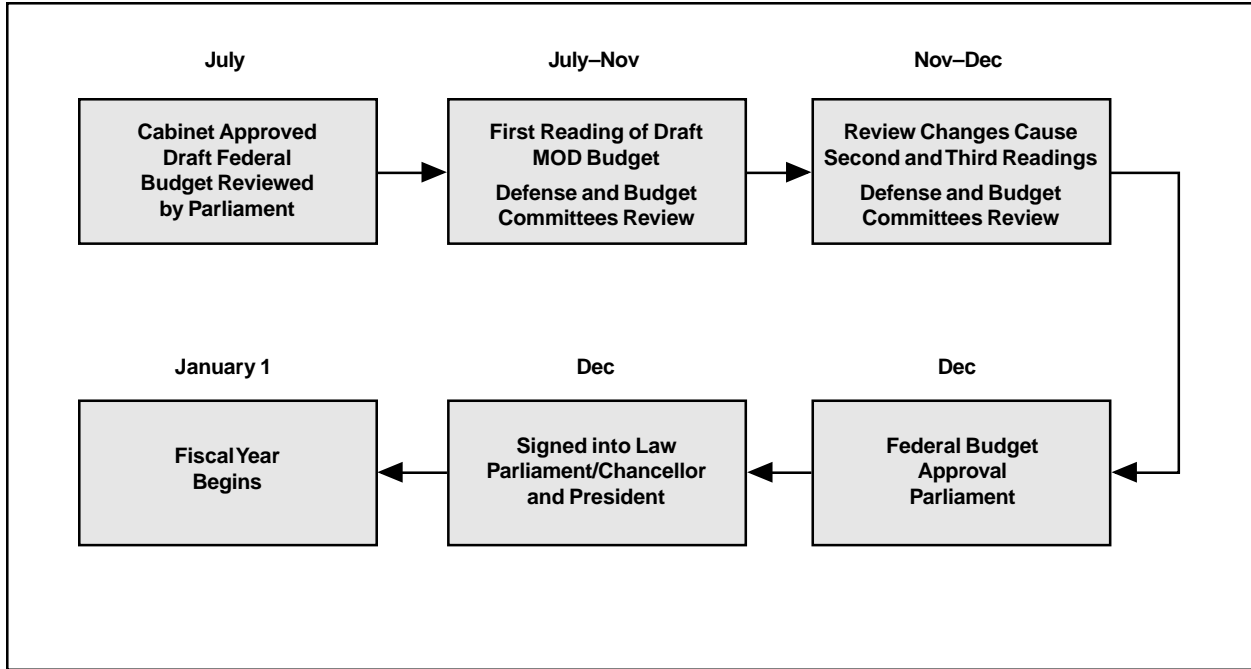 July
Cabinet Approved
Draft Federal
Budget Reviewed
by Parliament
July–Nov
First Reading of Draft
MOD Budget
Defense and Budget
Committees Review
Nov–Dec
Review Changes Cause
Second and Third Readings
Defense and Budget
Committees Review
Dec
Federal Budget
Approval
Parliament
Dec
Signed into Law
Parliament/Chancellor
and President
January 1
Fiscal Year
Begins